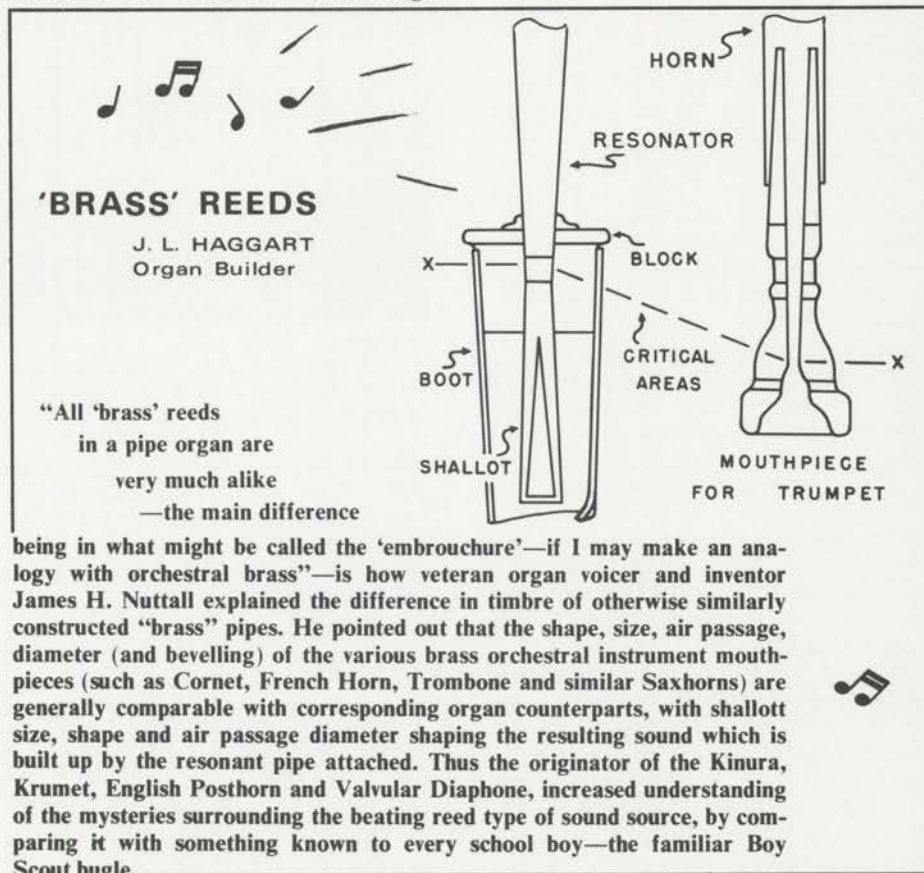 HORN
RESONATOR
'BRASS' REEDS
J. L. HAGGART
Organ Builder
BLOCK
X
X
CRITICAL
AREAS
BOOT
SHALLOT
MOUTHPIECE
FOR TRUMPET
“All ‘brass’ reeds
in a pipe organ are
very much alike
—the main difference
being in what might be called the ‘embrouchure’—if I may make an ana-
logy with orchestral brass”—is how veteran organ voicer and inventor
James H. Nuttall explained the difference in timbre of otherwise similarly
constructed “brass” pipes. He pointed out that the shape, size, air passage,
diameter (and bevelling) of the various brass orchestral instrument mouth-
pieces (such as Cornet, French Horn, Trombone and similar Saxhorns) are
generally comparable with corresponding organ counterparts, with shallott
size, shape and air passage diameter shaping the resulting sound which is
built up by the resonant pipe attached. Thus the originator of the Kinura,
Krumet, English Posthorn and Valvular Diaphone, increased understanding
of the mysteries surrounding the beating reed type of sound source, by com-
paring it with something known to every school boy—the familiar Boy
Scout bugle